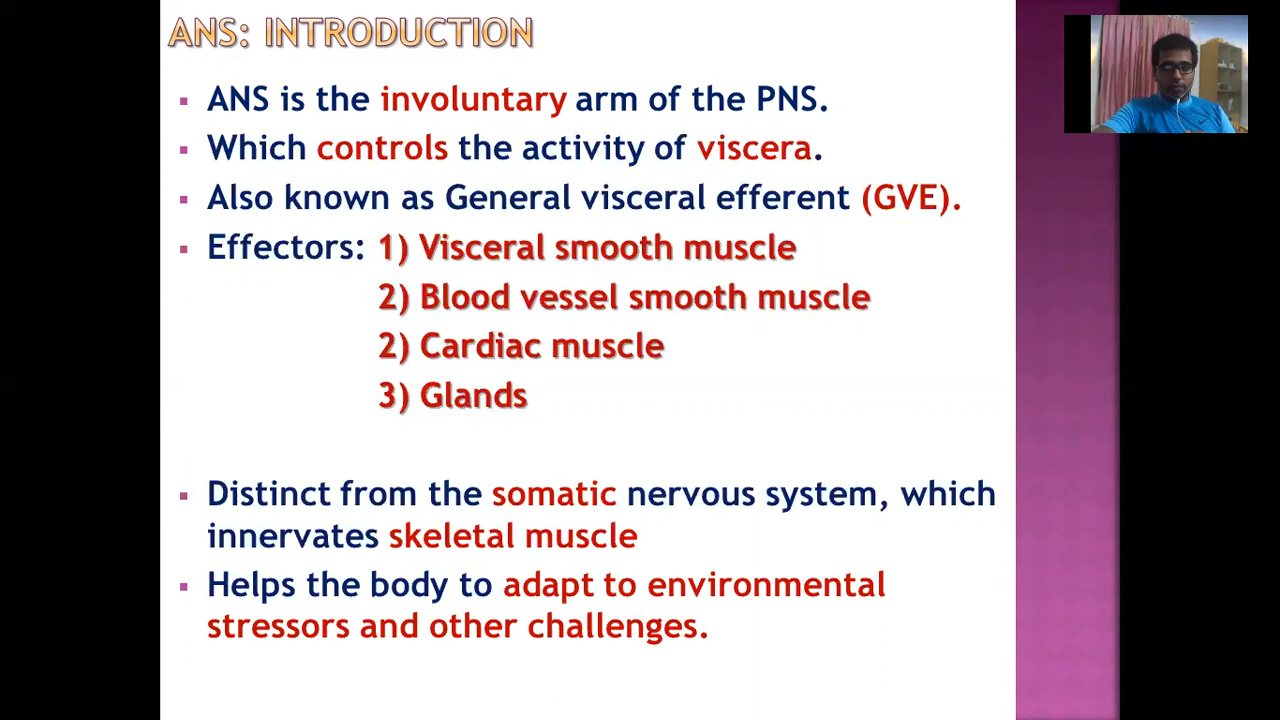 ANS: INTRODUCTION
▪ ANS is the involuntary arm of the PNS.
▪ Which controls the activity of viscera.
▪ Also known as General visceral efferent (GVE).
▪ Effectors: 1) Visceral smooth muscle
2) Blood vessel smooth muscle
2) Cardiac muscle
3) Glands
▪ Distinct from the somatic nervous system, which
innervates skeletal muscle
▪ Helps the body to adapt to environmental
stressors and other challenges.